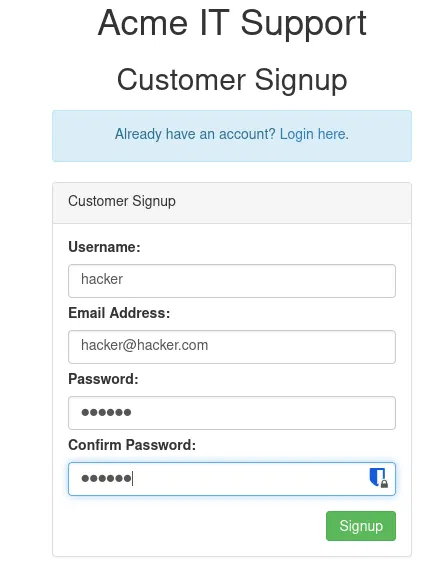 Acme IT Support
Customer Signup
Already have an account? Login here.
Customer Signup
Username:
hacker
Email Address:
hacker@hacker.com
Password:
●●●●●●
Confirm Password:
●●●●●●
Signup